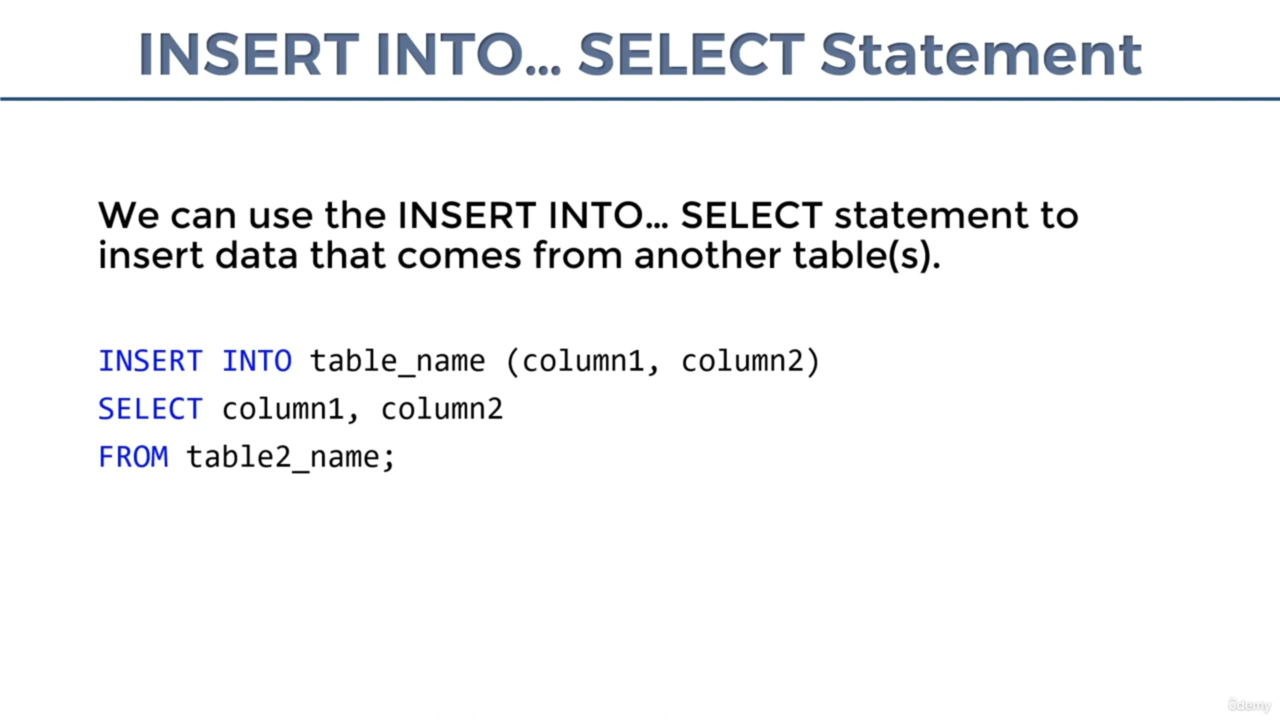 INSERT INTO... SELECT Statement
We can use the INSERT INTO... SELECT statement to
insert data that comes from another table(s).
INSERT INTO table_name (column1, column2)
SELECT column1, column2
FROM table2_name;
ûdemy